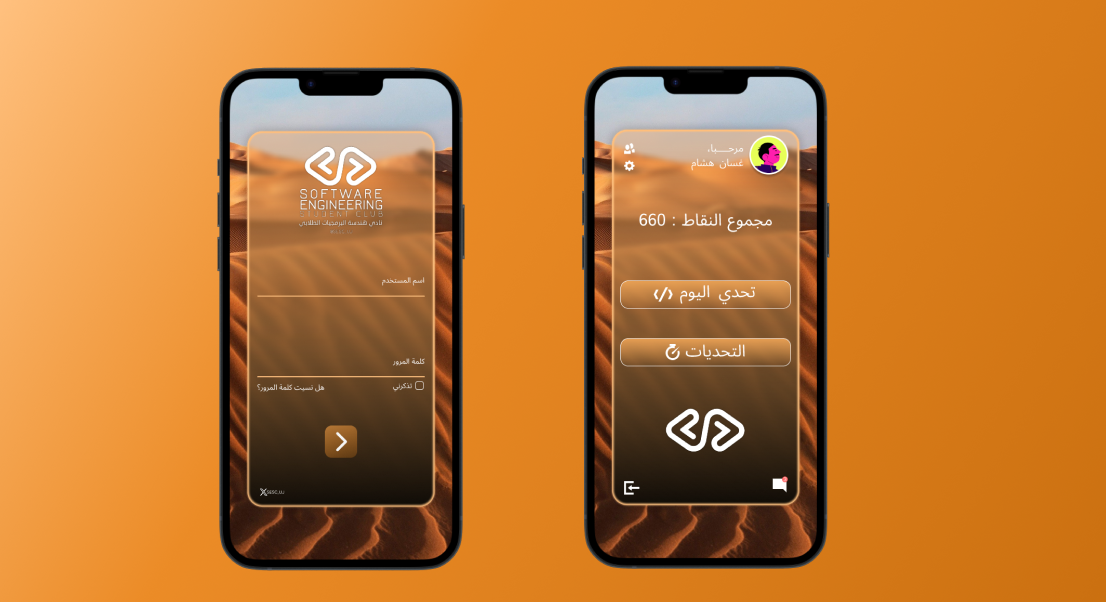 SOFTWARE
ENGINEERING
STUDENT CLUB
نادي هندسة البرمجيات الطلابي
اسم المستخدم
كلمة المرور
تذكرني
هل نسيت كلمة المرور؟
مرحـــبا،
غسان هشام
مجموع النقاط : 660
تحدي اليوم
التحديات